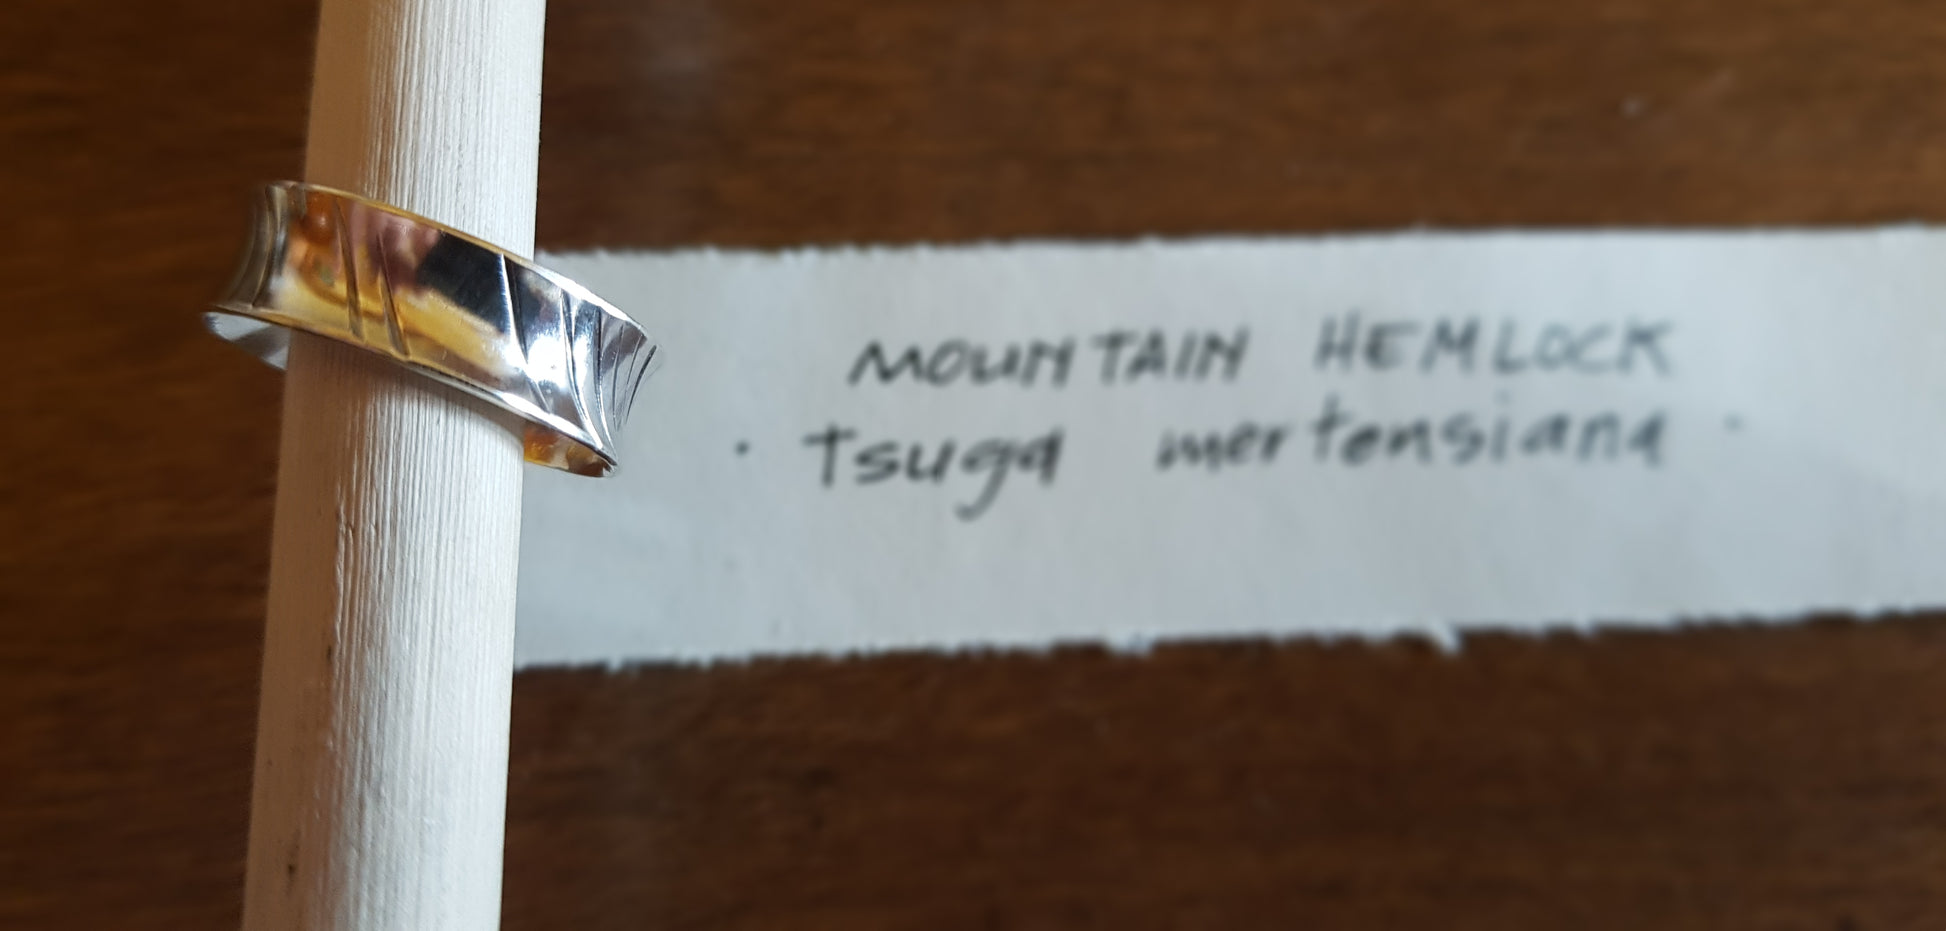 MOUNTAIN HEMLOCK
· Tsuga mertensiana ·